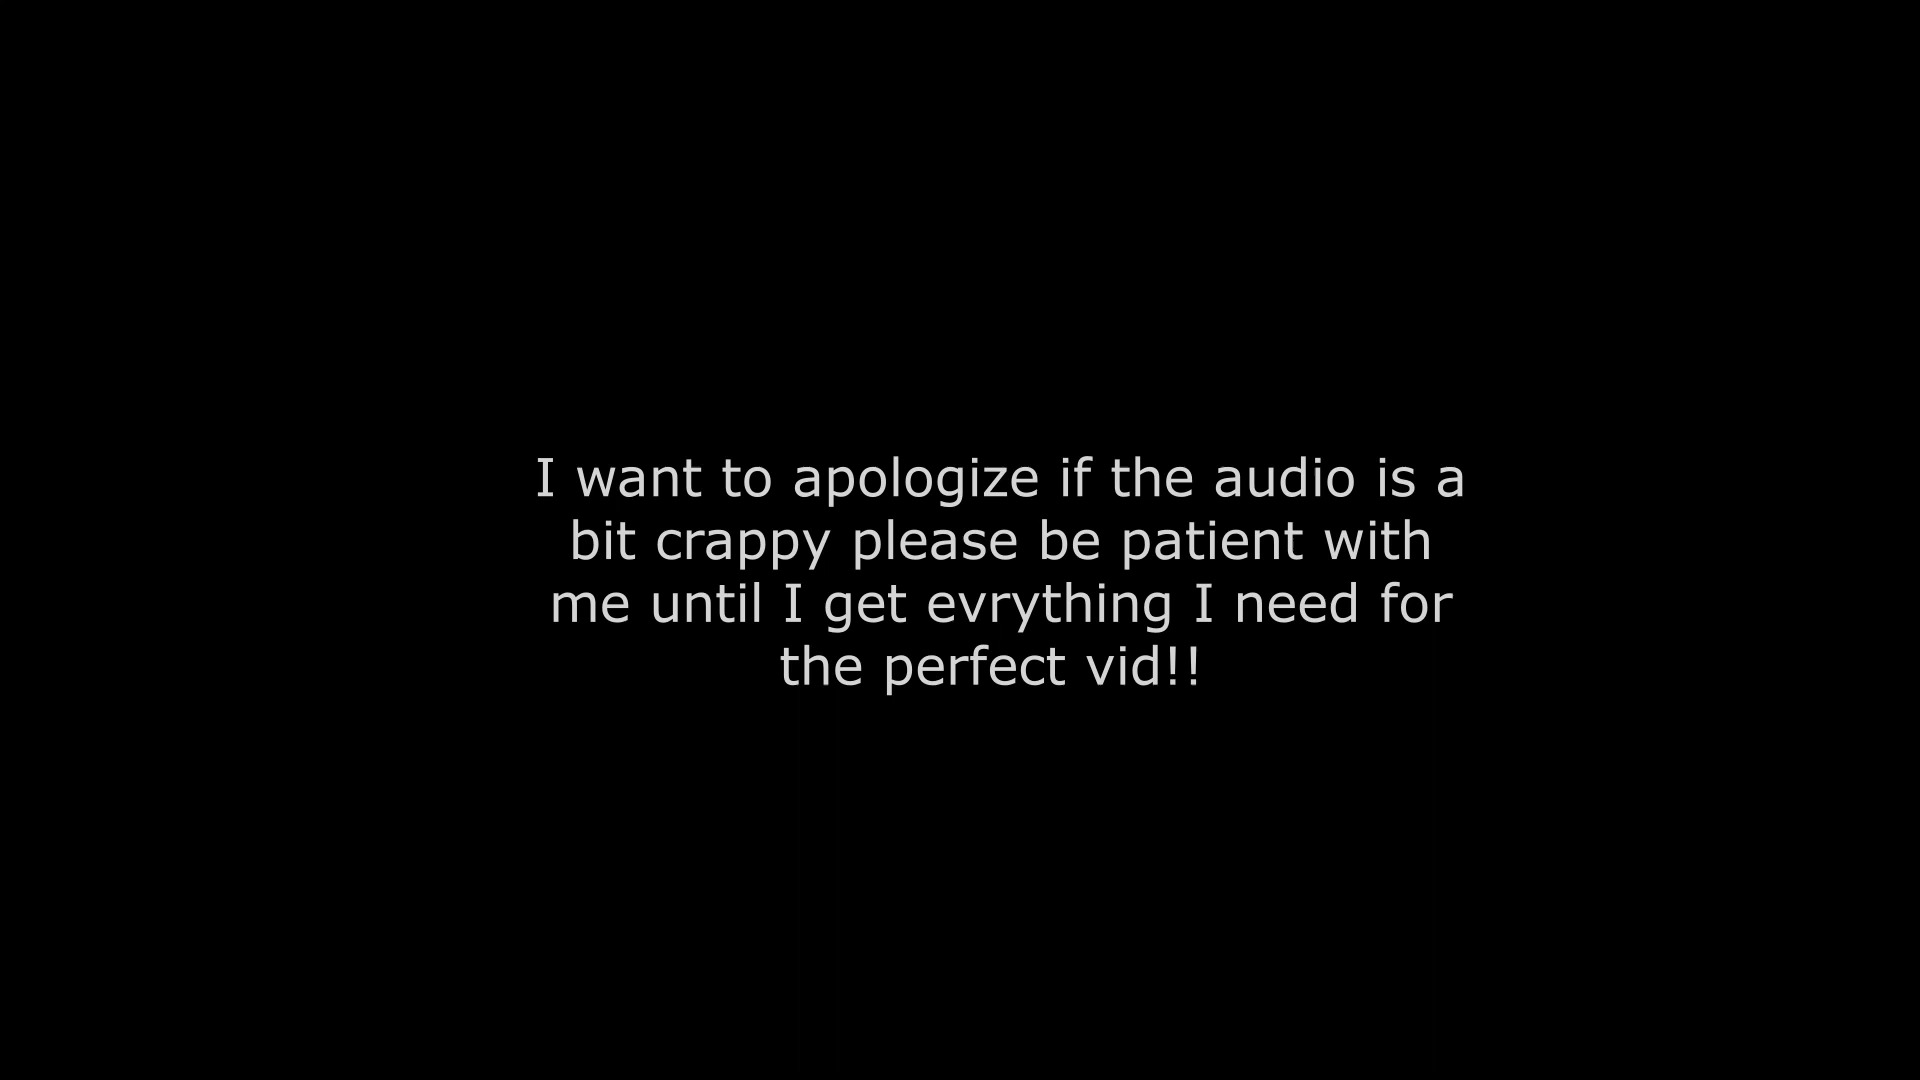 I want to apologize if the audio is a
bit crappy please be patient with
me until I get evrything I need for
the perfect vid!!